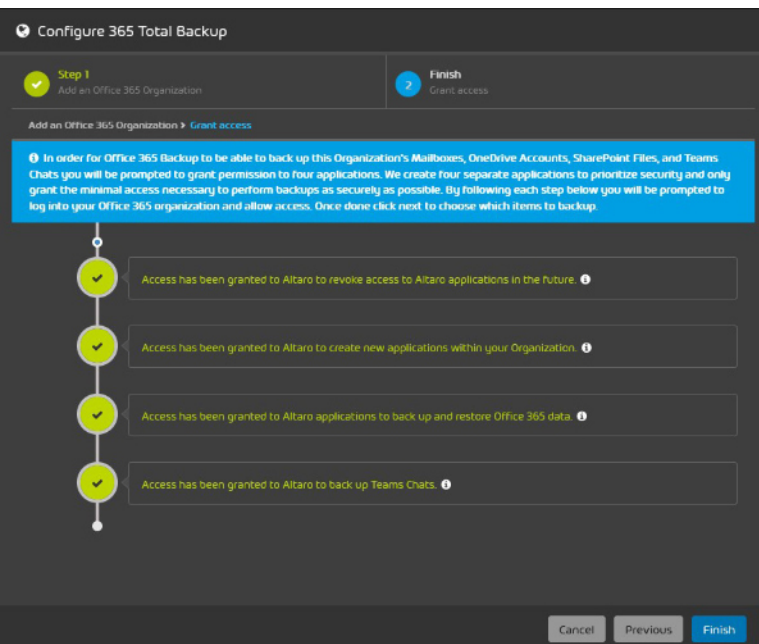 Configure 365 Total Backup
Step 1
Add an Office 365 Organization
2
Finish
Grant access
Add an Office 365 Organization > Grant access
In order for Office 365 Backup to be able to back up this Organization's Mailboxes, OneDrive Accounts, SharePoint Files, and Teams
Chats you will be prompted to grant permission to four applications. We create four separate applications to prioritize security and only
grant the minimal access necessary to perform backups as securely as possible. By following each step below you will be prompted to
log into your Office 365 organization and allow access. Once done click next to choose which items to backup.
Access has been granted to Altaro to revoke access to Altaro applications in the future.
Access has been granted to Altaro to create new applications within your Organization.
Access has been granted to Altaro applications to back up and restore Office 365 data.
Access has been granted to Altaro to back up Teams Chats.
Cancel
Previous
Finish